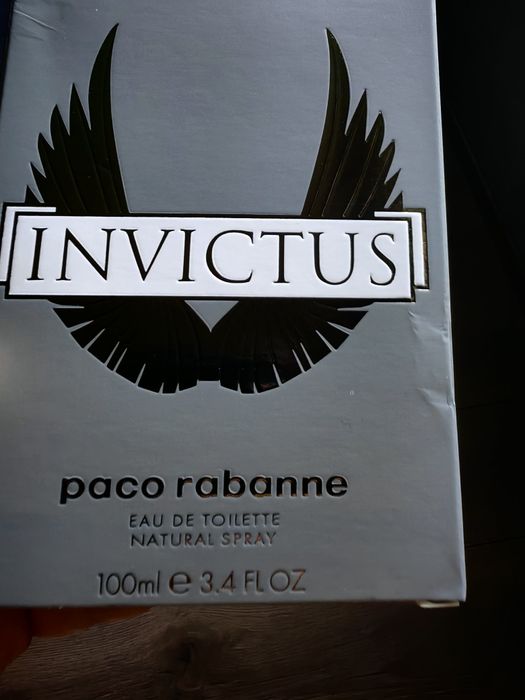 INVICTUS
paco rabanne
EAU DE TOILETTE
NATURAL SPRAY
100ml e 3.4 FL OZ